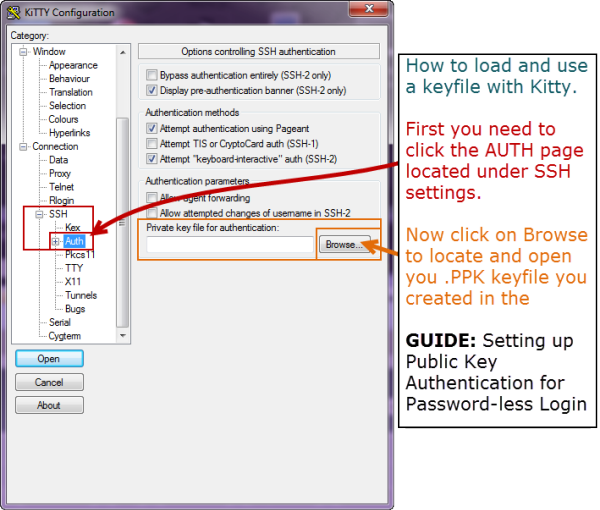 KiTTY Configuration
Category:
Window
Appearance
Behaviour
Translation
Selection
Colours
Hyperlinks
Connection
Data
Proxy
Telnet
Rlogin
SSH
Kex
Auth
Pkcs11
TTY
X11
Tunnels
Bugs
Serial
Cygterm
Open
Cancel
About
Options controlling SSH authentication
Bypass authentication entirely (SSH-2 only)
Display pre-authentication banner (SSH-2 only)
Authentication methods
Attempt authentication using Pageant
Attempt TIS or CryptoCard auth (SSH-1)
Attempt "keyboard-interactive" auth (SSH-2)
Authentication parameters
Allow agent forwarding
Allow attempted changes of username in SSH-2
Private key file for authentication:
Browse...
How to load and use
a keyfile with Kitty.
First you need to
click the AUTH page
located under SSH
settings.
Now click on Browse
to locate and open
you .PPK keyfile you
created in the
GUIDE: Setting up
Public Key
Authentication for
Password-less Login